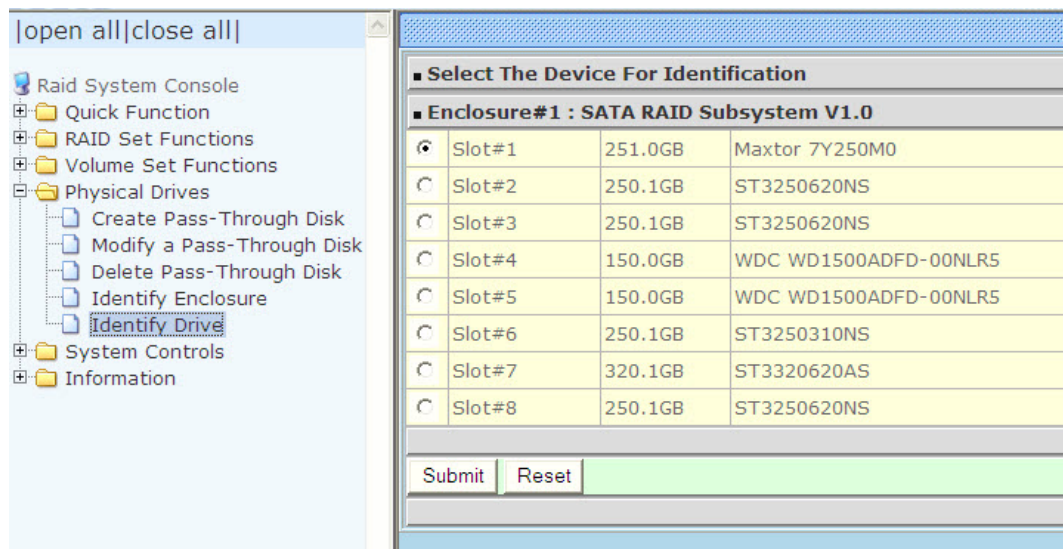 |open all|close all|
Raid System Console
Quick Function
RAID Set Functions
Volume Set Functions
Physical Drives
Create Pass-Through Disk
Modify a Pass-Through Disk
Delete Pass-Through Disk
Identify Enclosure
Identify Drive
System Controls
Information
Select The Device For Identification
Enclosure#1 : SATA RAID Subsystem V1.0
Slot#1 251.0GB Maxtor 7Y250M0
Slot#2 250.1GB ST3250620NS
Slot#3 250.1GB ST3250620NS
Slot#4 150.0GB WDC WD1500ADFD-00NLR5
Slot#5 150.0GB WDC WD1500ADFD-00NLR5
Slot#6 250.1GB ST3250310NS
Slot#7 320.1GB ST3320620AS
Slot#8 250.1GB ST3250620NS
Submit Reset